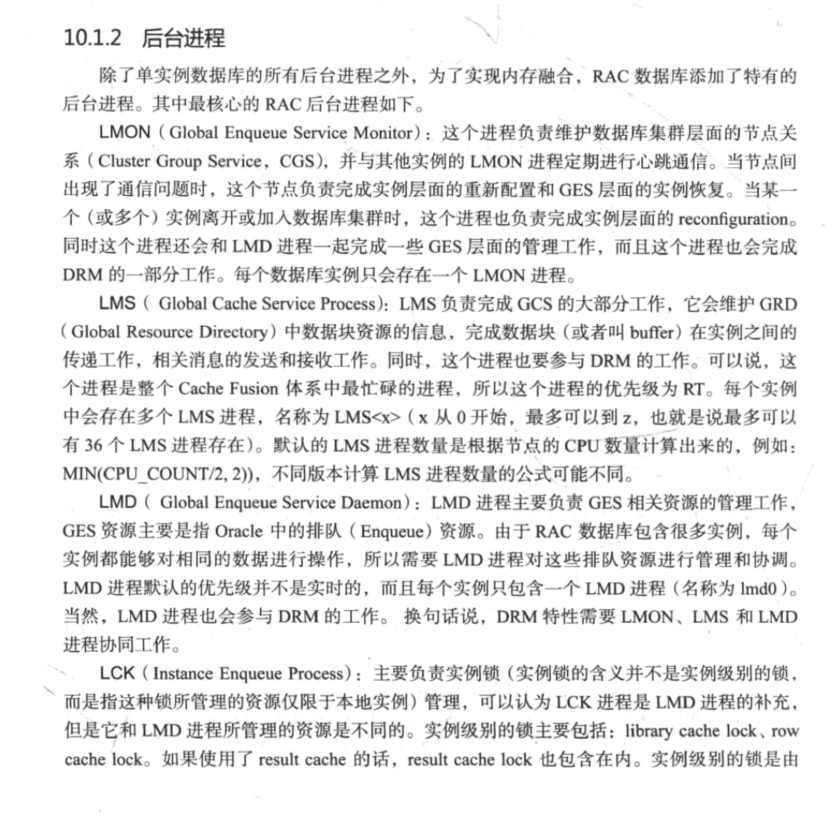 10.1.2 后台进程
除了单实例数据库的所有后台进程之外，为了实现内存融合，RAC 数据库添加了特有的
后台进程。其中最核心的 RAC 后台进程如下。
LMON（Global Enqueue Service Monitor）：这个进程负责维护数据库集群层面的节点关
系（Cluster Group Service，CGS），并与其他实例的 LMON 进程定期进行心跳通信。当节点间
出现了通信问题时，这个节点负责完成实例层面的重新配置和 GES 层面的实例恢复。当某一
个（或多个）实例离开或加入数据库集群时，这个进程也负责完成实例层面的 reconfiguration。
同时这个进程还会和 LMD 进程一起完成一些 GES 层面的管理工作，而且这个进程也会完成
DRM 的一部分工作。每个数据库实例只会存在一个 LMON 进程。
LMS（ Global Cache Service Process）：LMS 负责完成 GCS 的大部分工作，它会维护 GRD
（Global Resource Directory）中数据块资源的信息，完成数据块（或者叫 buffer）在实例之间的
传递工作，相关消息的发送和接收工作。同时，这个进程也要参与 DRM 的工作。可以说，这
个进程是整个 Cache Fusion 体系中最忙碌的进程，所以这个进程的优先级为 RT。每个实例
中会存在多个 LMS 进程，名称为 LMS<x>（x 从 0 开始，最多可以到 z，也就是说最多可以
有 36 个 LMS 进程存在）。默认的 LMS 进程数量是根据节点的 CPU 数量计算出来的，例如：
MIN(CPU_COUNT/2, 2))，不同版本计算 LMS 进程数量的公式可能不同。
LMD（ Global Enqueue Service Daemon）：LMD 进程主要负责 GES 相关资源的管理工作，
GES 资源主要是指 Oracle 中的排队（Enqueue）资源。由于 RAC 数据库包含很多实例，每个
实例都能够对相同的数据进行操作，所以需要 LMD 进程对这些排队资源进行管理和协调。
LMD 进程默认的优先级并不是实时的，而且每个实例只包含一个 LMD 进程（名称为 lmd0）。
当然，LMD 进程也会参与 DRM 的工作。 换句话说，DRM 特性需要 LMON、LMS 和 LMD
进程协同工作。
LCK（Instance Enqueue Process）：主要负责实例锁（实例锁的含义并不是实例级别的锁，
而是指这种锁所管理的资源仅限于本地实例）管理，可以认为 LCK 进程是 LMD 进程的补充，
但是它和 LMD 进程所管理的资源是不同的。实例级别的锁主要包括：library cache lock、row
cache lock。如果使用了 result cache 的话，result cache lock 也包含在内。实例级别的锁是由